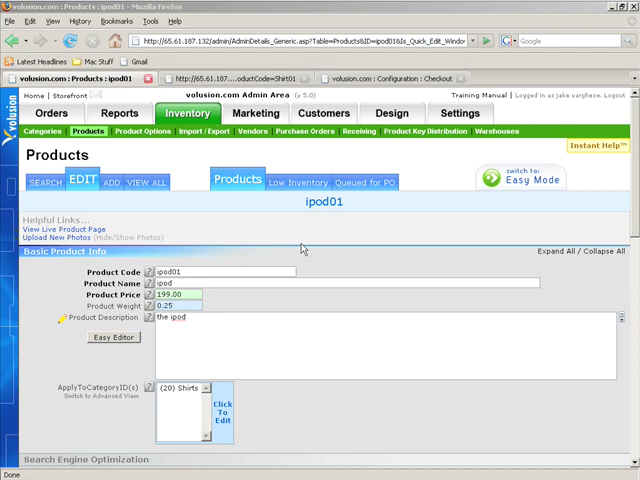 volusion.com : Products : ipod01 - Mozilla Firefox
File Edit View History Bookmarks Tools Help
http://65.61.187.132/admin/AdminDetails_Generic.asp?Table=Products&ID=ipod01&Is_Quick_Edit_Window
Google
Latest Headlines Mac Stuff Gmail
volusion.com : Products : ipod01
http://65.61.187....oductCode=Shirt01
volusion.com : Configuration : Checkout
Home | Storefront
volusion.com Admin Area (v 5.0)
Training Manual | Logged in as jake varghese. Logout
volusion
Orders Reports Inventory Marketing Customers Design Settings
Categories Products Product Options Import / Export Vendors Purchase Orders Receiving Product Key Distribution Warehouses
Instant Help™
Products
SEARCH EDIT ADD VIEW ALL
Products Low Inventory Queued for PO
switch to:
Easy Mode
ipod01
Helpful Links...
View Live Product Page
Upload New Photos (Hide/Show Photos)
Basic Product Info
Expand All / Collapse All
Product Code ? ipod01
Product Name ? ipod
Product Price ? 199.00
Product Weight ? 0.25
Product Description ? the ipod
Easy Editor
ApplyToCategoryID(s) ? (20) Shirts
Switch to Advanced View
Click
To
Edit
Search Engine Optimization
Done